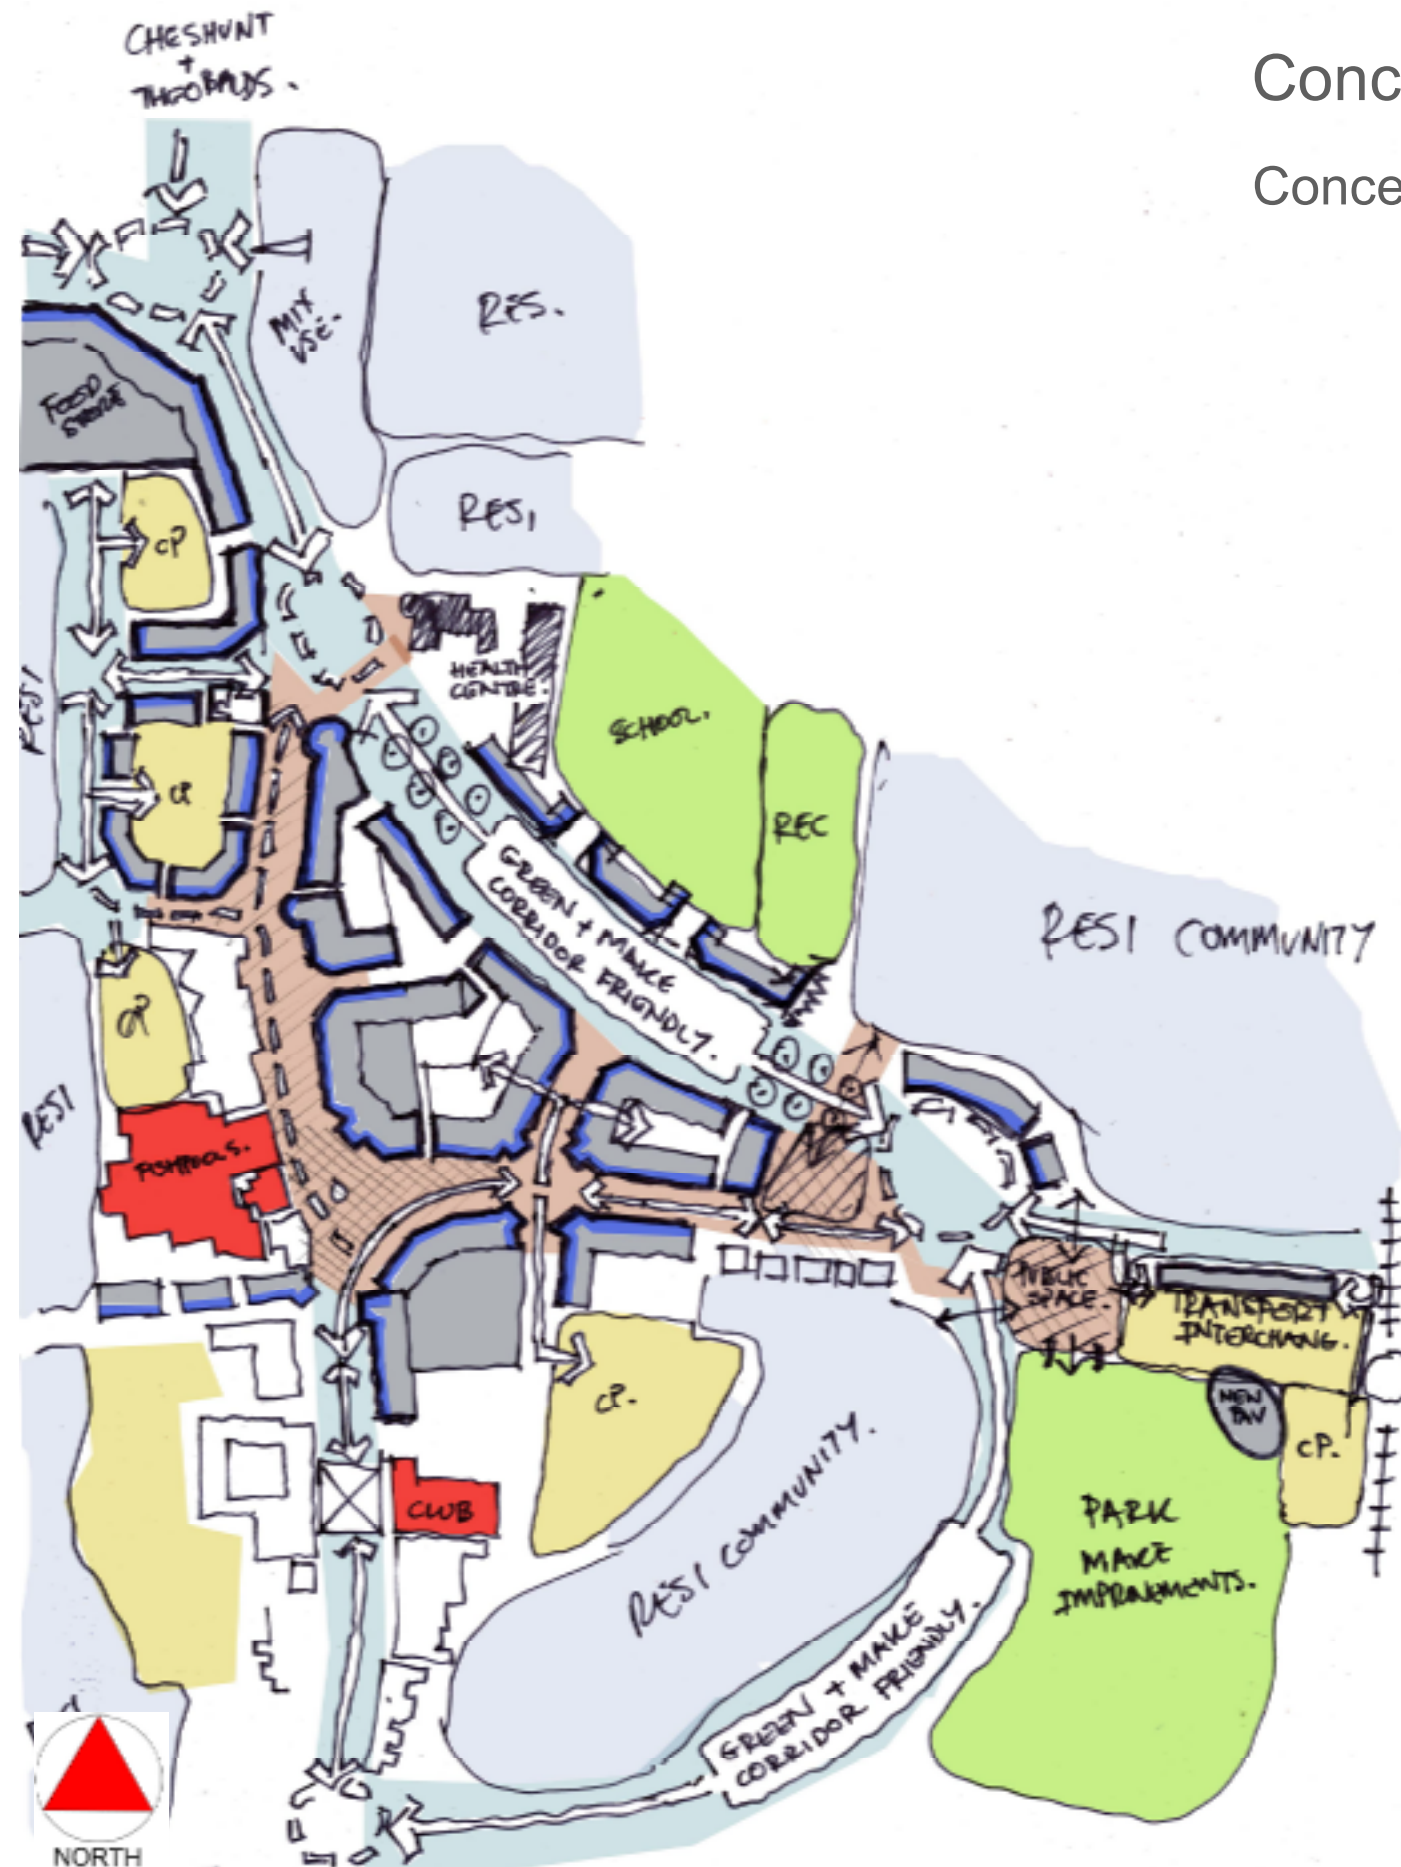 CHESHUNT
+
THEOBALDS.
Conc
Conce
MIX
USE.
RES.
FOOD
STORE
RESI
CP
RESI
HEALTH
CENTRE.
SCHOOL.
REC
CP
GREEN + MAKE
CORRIDOR FRIENDLY.
RESI COMMUNITY
CP
RESI
FISHPOOLS.
PUBLIC
SPACE.
TRANSPORT
INTERCHANG.
NEW
PAV
CP.
CP.
CLUB
RESI COMMUNITY.
PARK
MAKE
IMPROVEMENTS.
GREEN + MAKE
CORRIDOR FRIENDLY.
NORTH